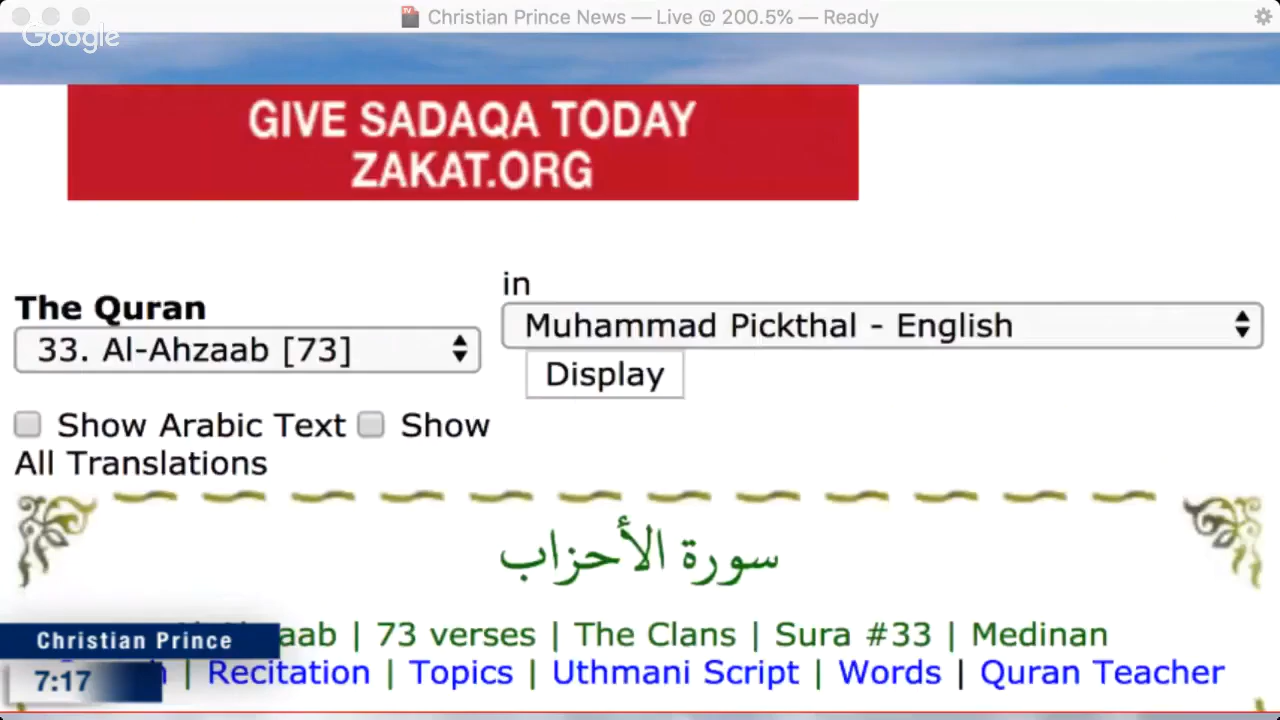 Christian Prince News — Live @ 200.5% — Ready
Google
GIVE SADAQA TODAY
ZAKAT.ORG
The Quran
33. Al-Ahzaab [73]
in
Muhammad Pickthal - English
Display
Show Arabic Text Show
All Translations
سورة الأحزاب
| 73 verses | The Clans | Sura #33 | Medinan
| Recitation | Topics | Uthmani Script | Words | Quran Teacher
Christian Prince
7:17